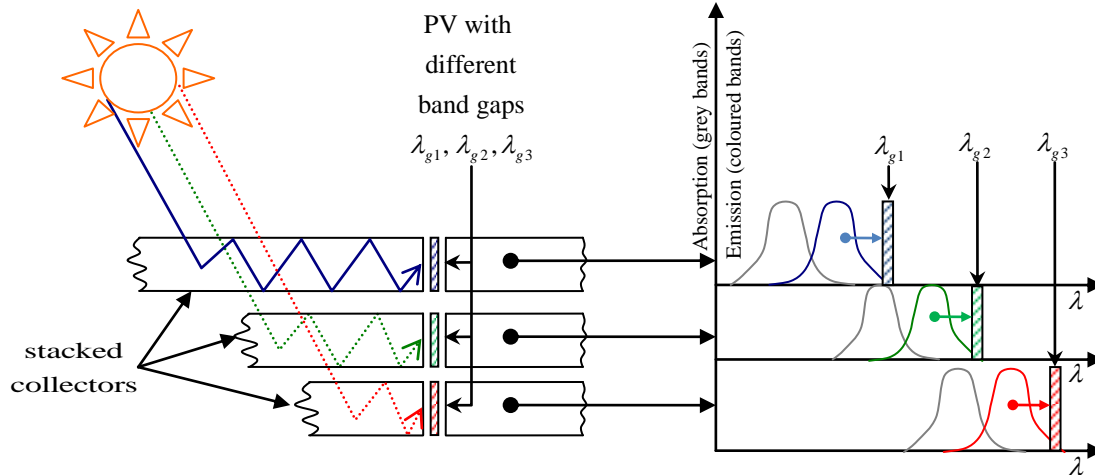 PV with
different
band gaps
λg1, λg2, λg3
stacked
collectors
Absorption (grey bands)
Emission (coloured bands)
λg1
λg2
λg3
λ
λ
λ